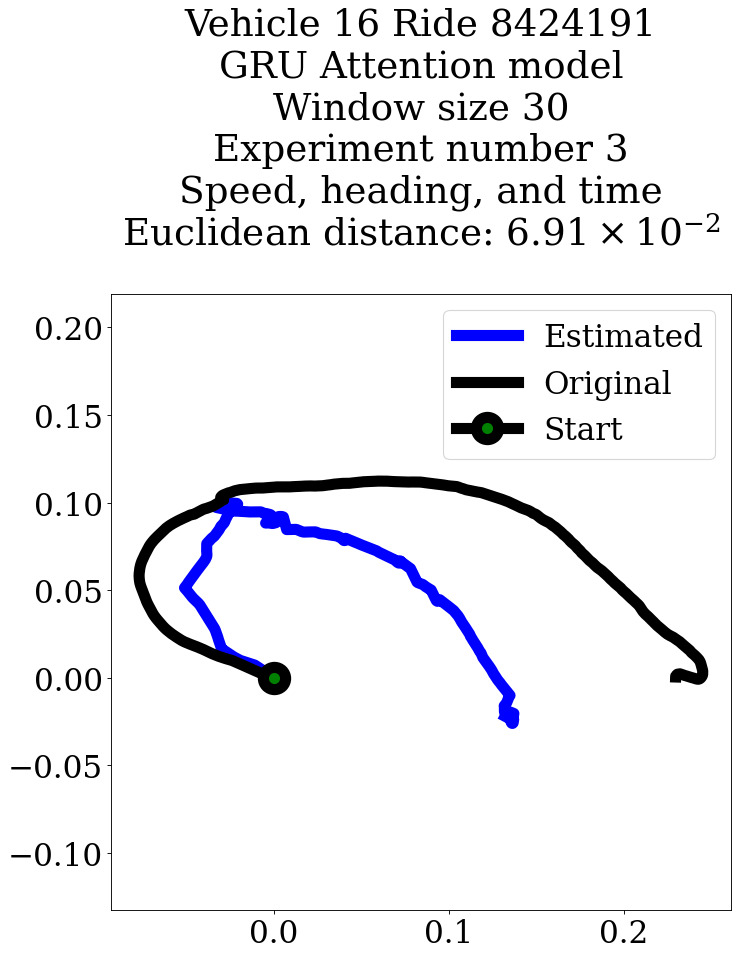 Vehicle 16 Ride 8424191
GRU Attention model
Window size 30
Experiment number 3
Speed, heading, and time
Euclidean distance: 6.91 × 10⁻²
Estimated
Original
Start
0.20
0.15
0.10
0.05
0.00
−0.05
−0.10
0.0 0.1 0.2